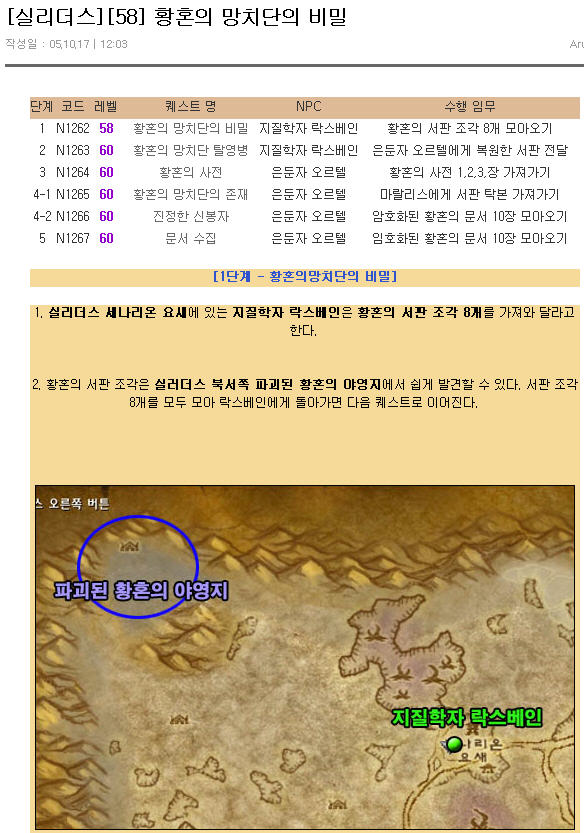 [실리더스][58] 황혼의 망치단의 비밀
작성일 : 05,10,17 | 12:03
단계 코드 레벨 퀘스트 명 NPC 수행 임무
1 N1262 58 황혼의 망치단의 비밀 지질학자 락스베인 황혼의 서판 조각 8개 모아오기
2 N1263 60 황혼의 망치단 탈영병 지질학자 락스베인 은둔자 오르텔에게 복원한 서판 전달
3 N1264 60 황혼의 사전 은둔자 오르텔 황혼의 사전 1,2,3,장 가져가기
4-1 N1265 60 황혼의 망치단의 존재 은둔자 오르텔 마랄리스에게 서판 탁본 가져가기
4-2 N1266 60 진정한 신봉자 은둔자 오르텔 암호화된 황혼의 문서 10장 모아오기
5 N1267 60 문서 수집 은둔자 오르텔 암호화된 황혼의 문서 10장 모아오기
[1단계 - 황혼의망치단의 비밀]
1. 실리더스 세나리온 요새에 있는 지질학자 락스베인은 황혼의 서판 조각 8개를 가져와 달라고
한다.
2. 황혼의 서판 조각은 실러더스 북서쪽 파괴된 황혼의 야영지에서 쉽게 발견할 수 있다. 서판 조각
8개를 모두 모아 락스베인에게 돌아가면 다음 퀘스트로 이어진다.
스 오른쪽 버튼
파괴된 황혼의 야영지
지질학자 락스베인
나리온
요새